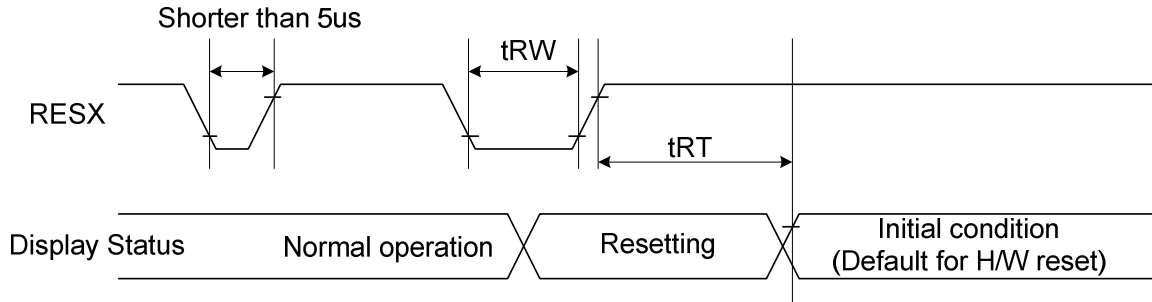 Shorter than 5us
tRW
RESX
tRT
Display Status
Normal operation
Resetting
Initial condition
(Default for H/W reset)